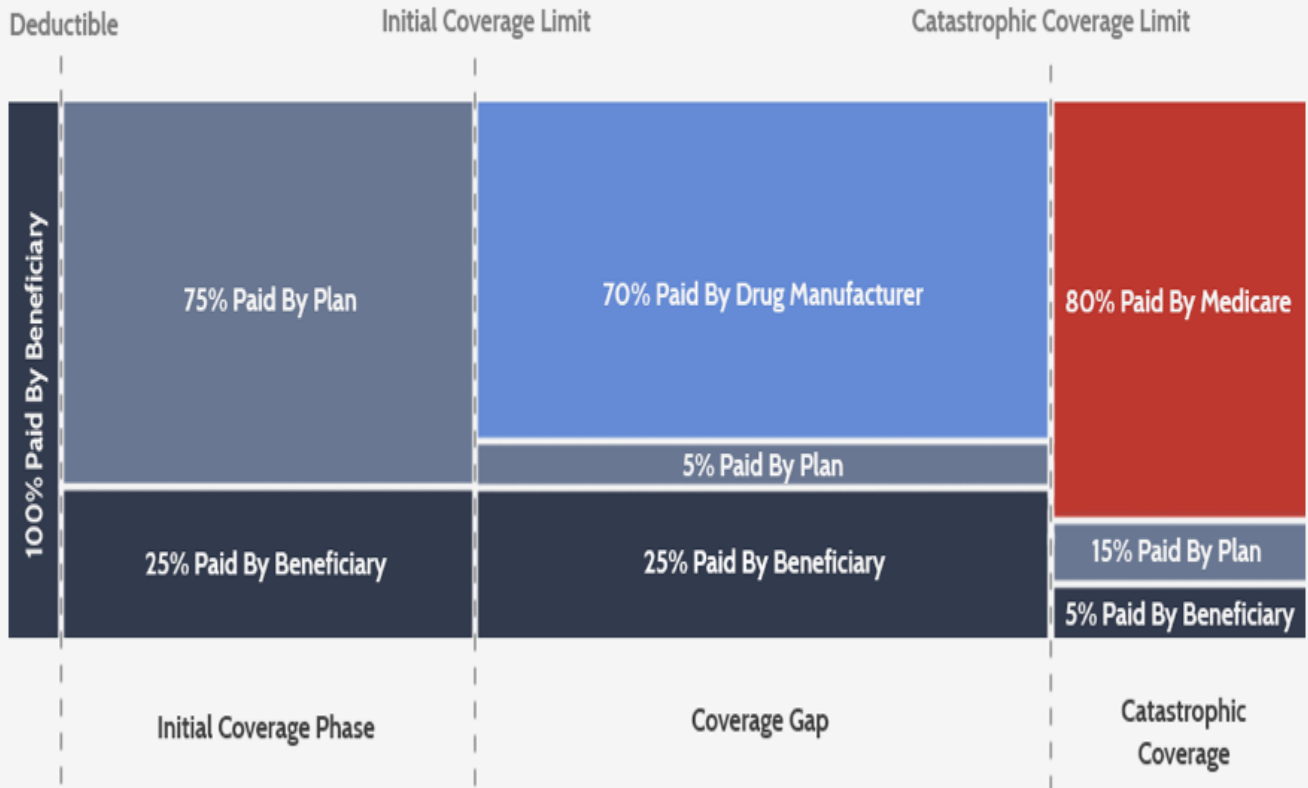 Deductible
Initial Coverage Limit
Catastrophic Coverage Limit
100% Paid By Beneficiary
75% Paid By Plan
25% Paid By Beneficiary
70% Paid By Drug Manufacturer
5% Paid By Plan
25% Paid By Beneficiary
80% Paid By Medicare
15% Paid By Plan
5% Paid By Beneficiary
Initial Coverage Phase
Coverage Gap
Catastrophic
Coverage